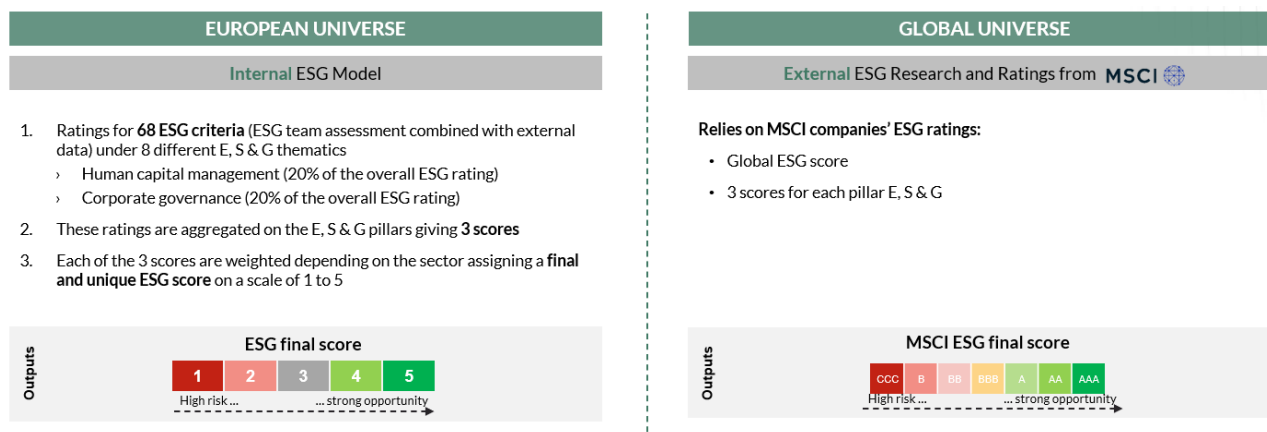 EUROPEAN UNIVERSE
Internal ESG Model
1. Ratings for 68 ESG criteria (ESG team assessment combined with external
data) under 8 different E, S & G thematics
› Human capital management (20% of the overall ESG rating)
› Corporate governance (20% of the overall ESG rating)
2. These ratings are aggregated on the E, S & G pillars giving 3 scores
3. Each of the 3 scores are weighted depending on the sector assigning a final
and unique ESG score on a scale of 1 to 5
Outputs
ESG final score
1 2 3 4 5
High risk ... ... strong opportunity
GLOBAL UNIVERSE
External ESG Research and Ratings from MSCI
Relies on MSCI companies' ESG ratings:
• Global ESG score
• 3 scores for each pillar E, S & G
Outputs
MSCI ESG final score
CCC B BB BBB A AA AAA
High risk ... ... strong opportunity